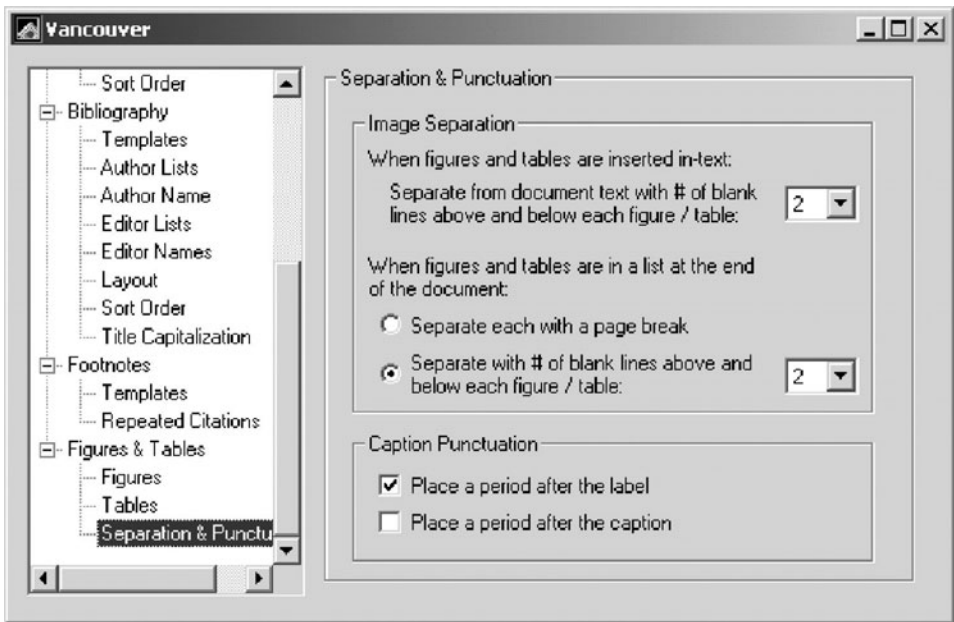 Vancouver
Sort Order
Bibliography
Templates
Author Lists
Author Name
Editor Lists
Editor Names
Layout
Sort Order
Title Capitalization
Footnotes
Templates
Repeated Citations
Figures & Tables
Figures
Tables
Separation & Punctu
Separation & Punctuation
Image Separation
When figures and tables are inserted in-text:
Separate from document text with # of blank
lines above and below each figure / table:
2
When figures and tables are in a list at the end
of the document:
Separate each with a page break
Separate with # of blank lines above and
below each figure / table:
2
Caption Punctuation
Place a period after the label
Place a period after the caption